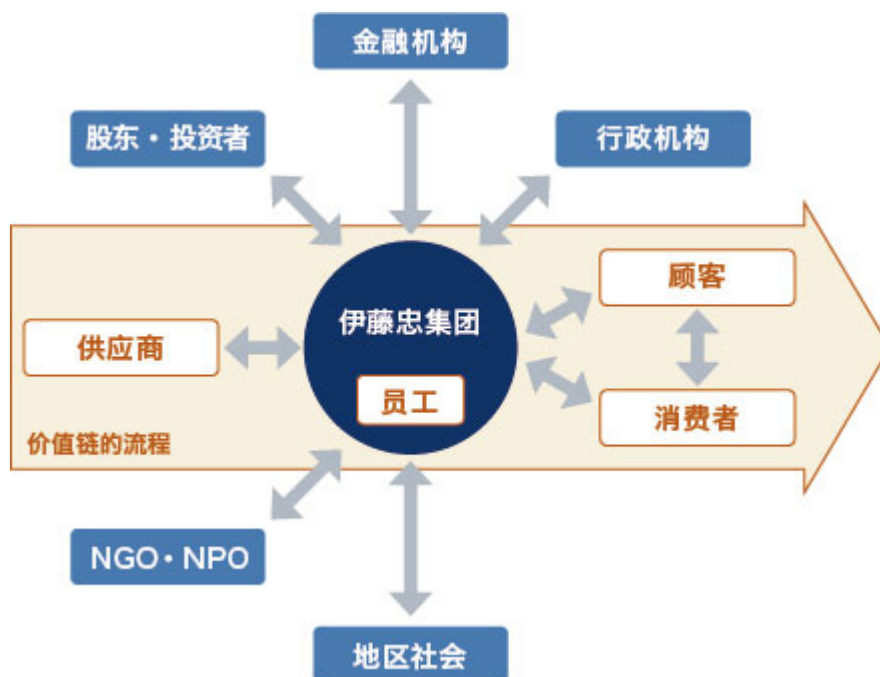 金融机构
股东・投资者
行政机构
顾客
伊藤忠集团
供应商
员工
消费者
价值链的流程
NGO・NPO
地区社会